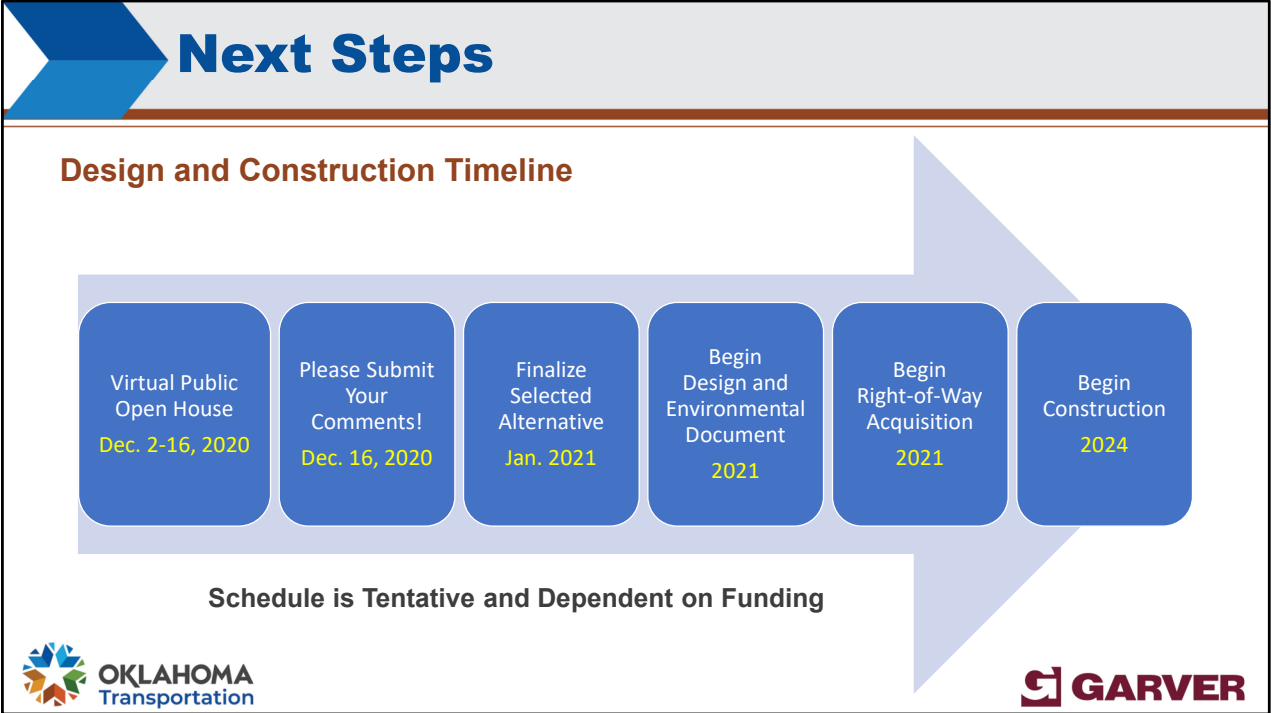 Next Steps
Design and Construction Timeline
Virtual Public
Open House
Dec. 2-16, 2020
Please Submit
Your
Comments!
Dec. 16, 2020
Finalize
Selected
Alternative
Jan. 2021
Begin
Design and
Environmental
Document
2021
Begin
Right-of-Way
Acquisition
2021
Begin
Construction
2024
Schedule is Tentative and Dependent on Funding
OKLAHOMA
Transportation
GARVER